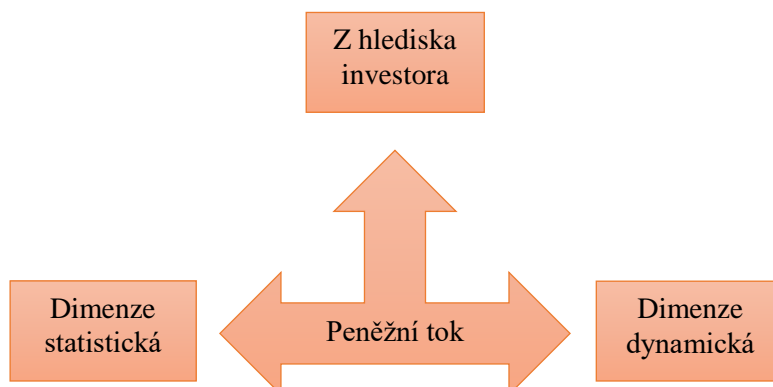 Z hlediska
investora
Dimenze
statistická
Peněžní tok
Dimenze
dynamická